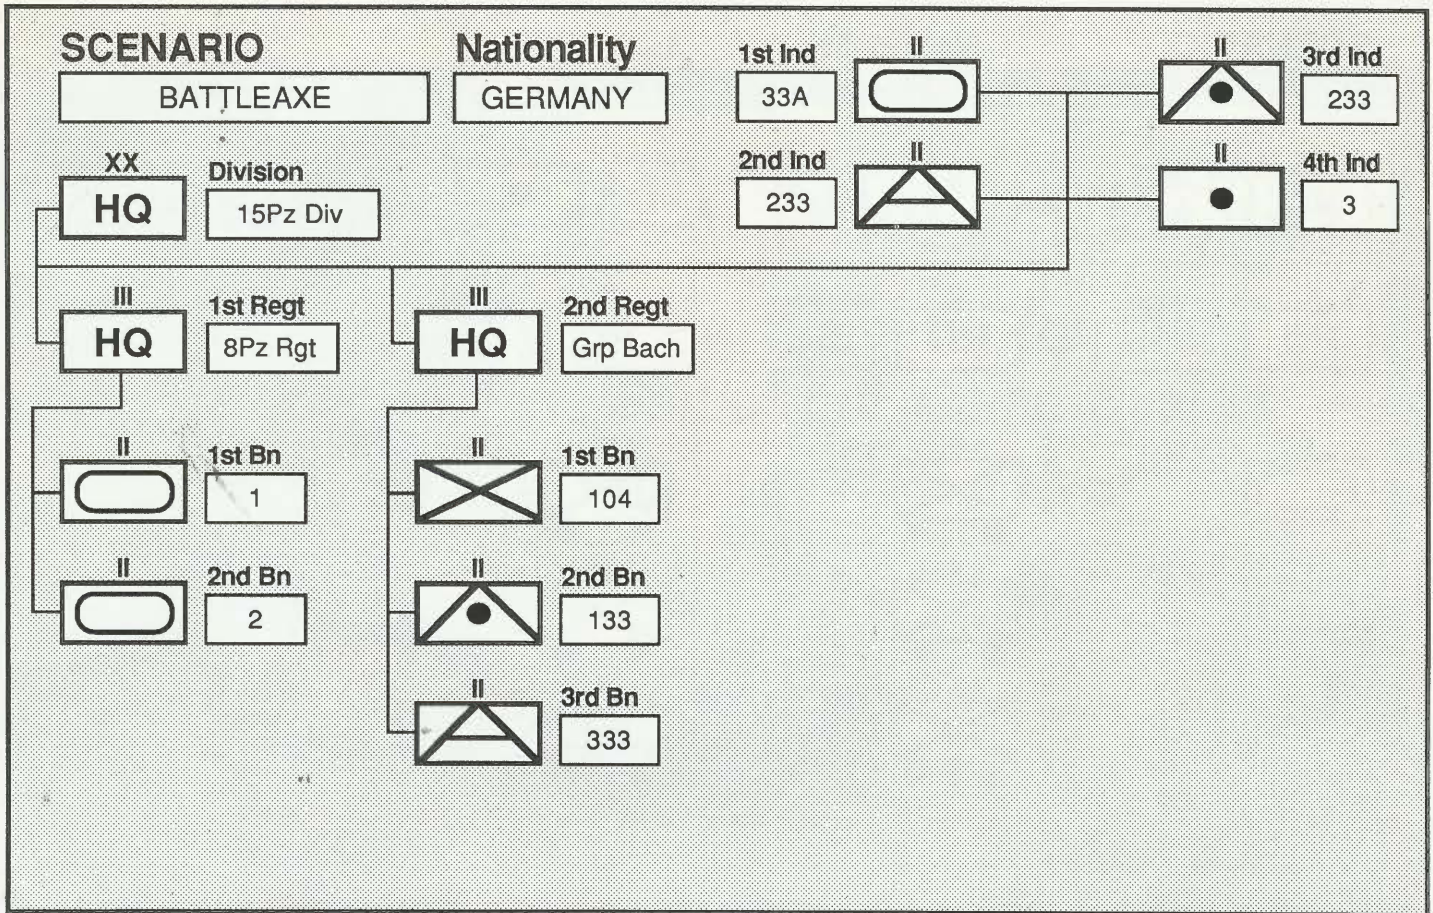 SCENARIO
BATTLEAXE
Nationality
GERMANY
1st Ind
33A
II
II
3rd Ind
233
2nd Ind
233
II
II
4th Ind
3
XX
HQ
Division
15Pz Div
III
HQ
1st Regt
8Pz Rgt
III
HQ
2nd Regt
Grp Bach
II
1st Bn
1
II
2nd Bn
2
II
1st Bn
104
II
2nd Bn
133
II
3rd Bn
333